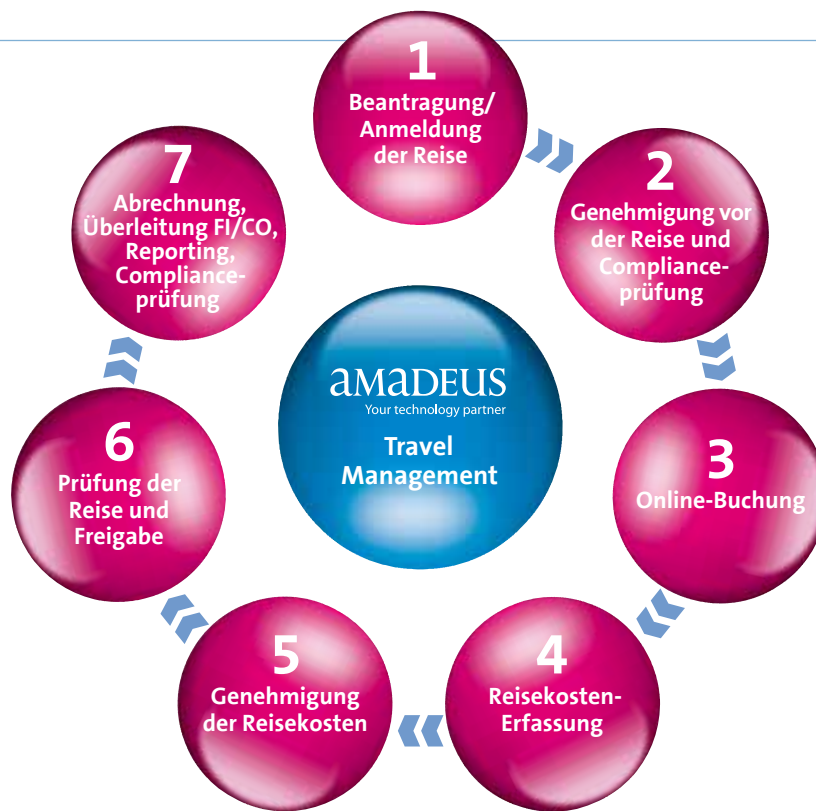 1
Beantragung/
Anmeldung
der Reise
2
Genehmigung vor
der Reise und
Compliance-
prüfung
3
Online-Buchung
4
Reisekosten-
Erfassung
5
Genehmigung
der Reisekosten
6
Prüfung der
Reise und
Freigabe
7
Abrechnung,
Überleitung FI/CO,
Reporting,
Compliance-
prüfung
amadeus
Your technology partner
Travel
Management